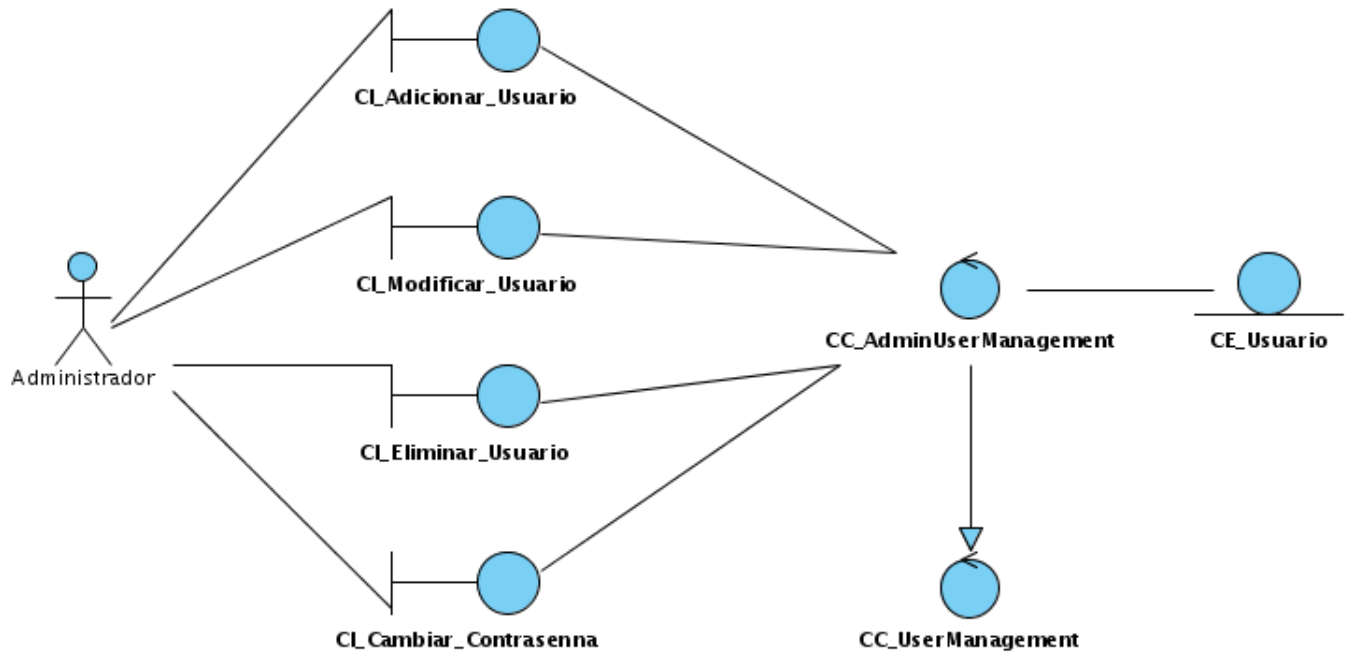 CI_Adicionar_Usuario
CI_Modificar_Usuario
Administrador
CC_AdminUserManagement
CE_Usuario
CI_Eliminar_Usuario
CI_Cambiar_Contrasenna
CC_UserManagement